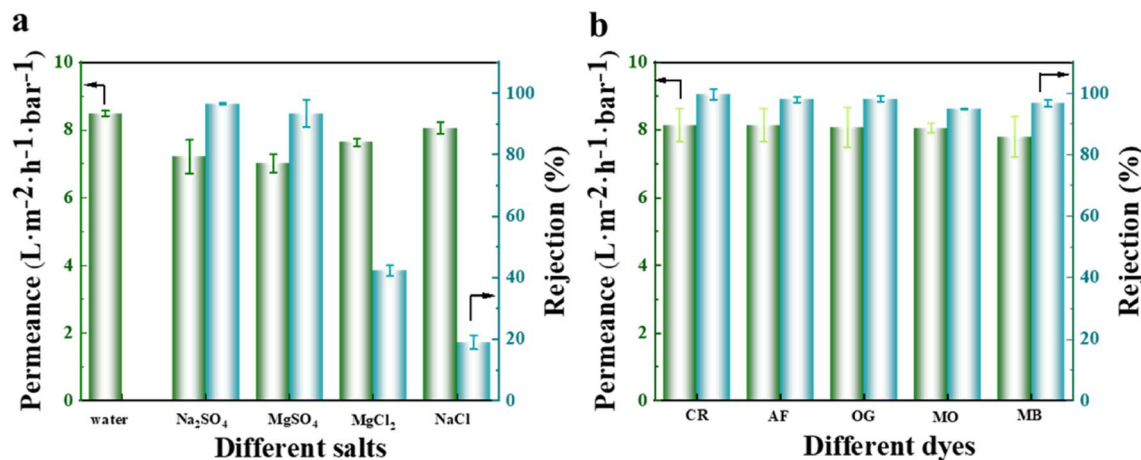 a
Permeance (L·m⁻²·h⁻¹·bar⁻¹)
10
8
6
4
2
0
100
80
60
40
20
0
Rejection (%)
water Na₂SO₄ MgSO₄ MgCl₂ NaCl
Different salts
b
Permeance (L·m⁻²·h⁻¹·bar⁻¹)
10
8
6
4
2
0
100
80
60
40
20
0
Rejection (%)
CR AF OG MO MB
Different dyes